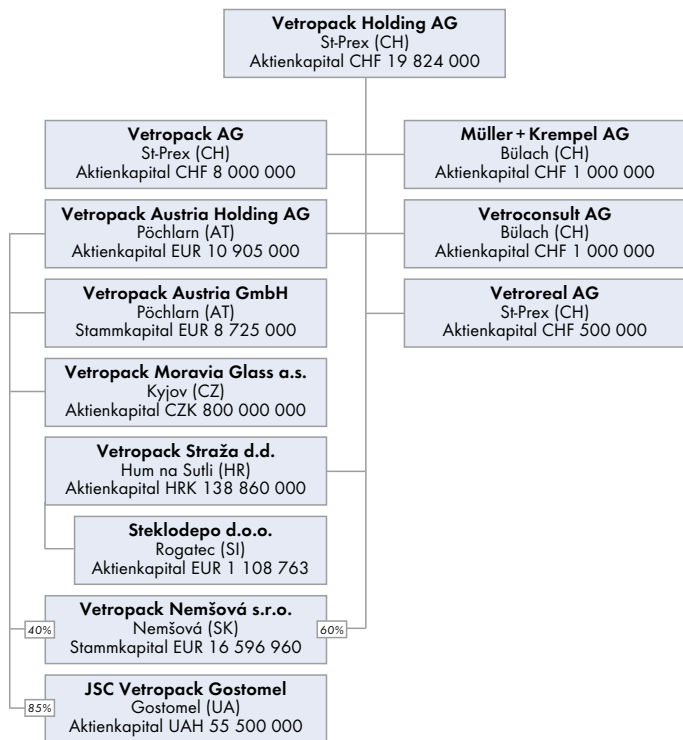 Vetropack Holding AG
St-Prex (CH)
Aktienkapital CHF 19 824 000
Vetropack AG
St-Prex (CH)
Aktienkapital CHF 8 000 000
Müller + Krempel AG
Bülach (CH)
Aktienkapital CHF 1 000 000
Vetropack Austria Holding AG
Pöchlarn (AT)
Aktienkapital EUR 10 905 000
Vetroconsult AG
Bülach (CH)
Aktienkapital CHF 1 000 000
Vetropack Austria GmbH
Pöchlarn (AT)
Stammkapital EUR 8 725 000
Vetroreal AG
St-Prex (CH)
Aktienkapital CHF 500 000
Vetropack Moravia Glass a.s.
Kyjov (CZ)
Aktienkapital CZK 800 000 000
Vetropack Straža d.d.
Hum na Sutli (HR)
Aktienkapital HRK 138 860 000
Steklodepo d.o.o.
Rogatec (SI)
Aktienkapital EUR 1 108 763
Vetropack Nemšová s.r.o.
40% Nemšová (SK) 60%
Stammkapital EUR 16 596 960
JSC Vetropack Gostomel
85% Gostomel (UA)
Aktienkapital UAH 55 500 000